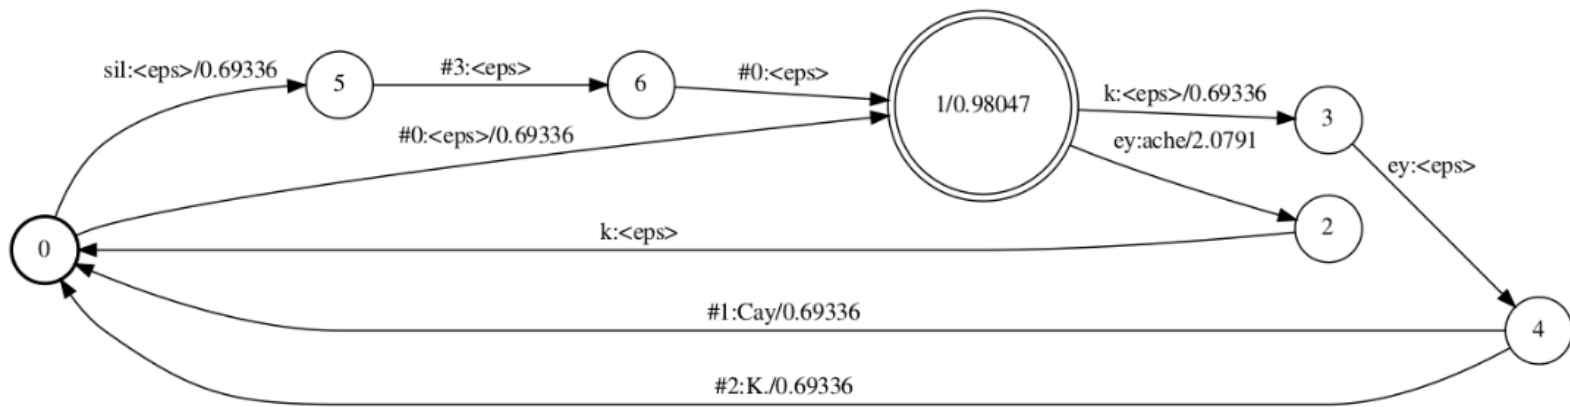 sil:<eps>/0.69336
5
#3:<eps>
6
#0:<eps>
#0:<eps>/0.69336
1/0.98047
k:<eps>/0.69336
3
ey:ache/2.0791
ey:<eps>
2
0
k:<eps>
#1:Cay/0.69336
4
#2:K./0.69336